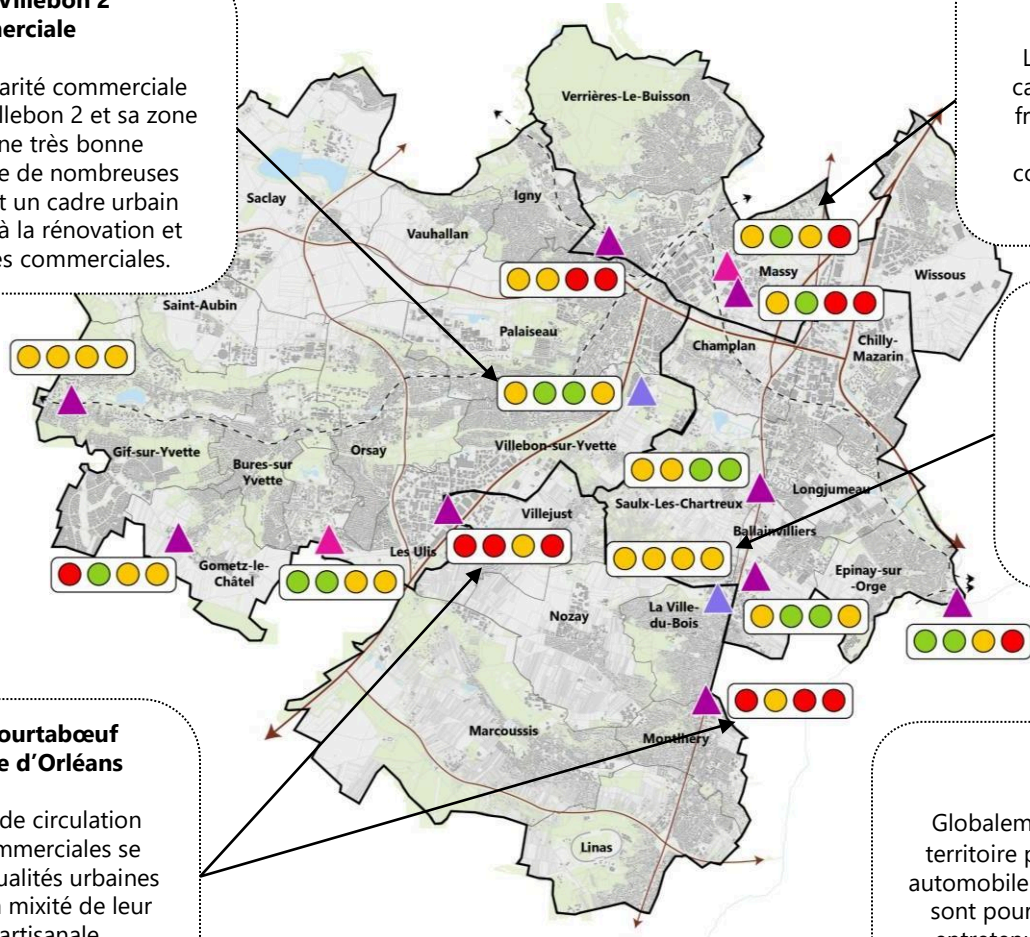 Villebon 2
merciale
arité commerciale
llebon 2 et sa zone
ne très bonne
e de nombreuses
t un cadre urbain
à la rénovation et
es commerciales.
L
ca
fr
co
Verrières-Le-Buisson
Igny
Saclay
Vauhallan
Massy
Wissous
Saint-Aubin
Palaiseau
Champlan
Chilly-
Mazarin
Gif-sur-Yvette
Bures-sur
Yvette
Orsay
Villebon-sur-Yvette
Saulx-Les-Chartreux
Longjumeau
Villejust
Ballainvilliers
Les Ulis
Gometz-le-
Châtel
Epinay-sur
-Orge
La Ville-
du-Bois
Nozay
Marcoussis
Montlhéry
Linas
ourtabœuf
e d'Orléans
de circulation
mmerciales se
ualités urbaines
a mixité de leur
artisanale
Globalem
territoire p
automobile
sont pour